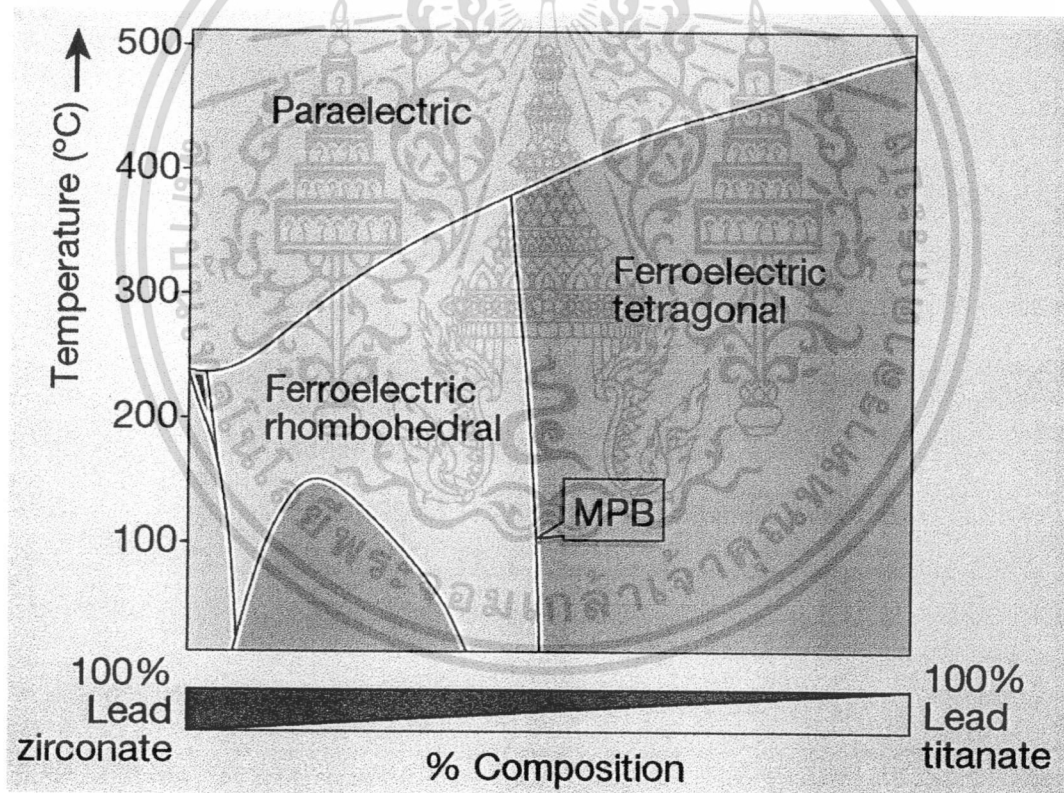 500
400
300
200
100
Temperature (°C)
Paraelectric
Ferroelectric
tetragonal
Ferroelectric
rhombohedral
MPB
100%
Lead
zirconate
100%
Lead
titanate
% Composition